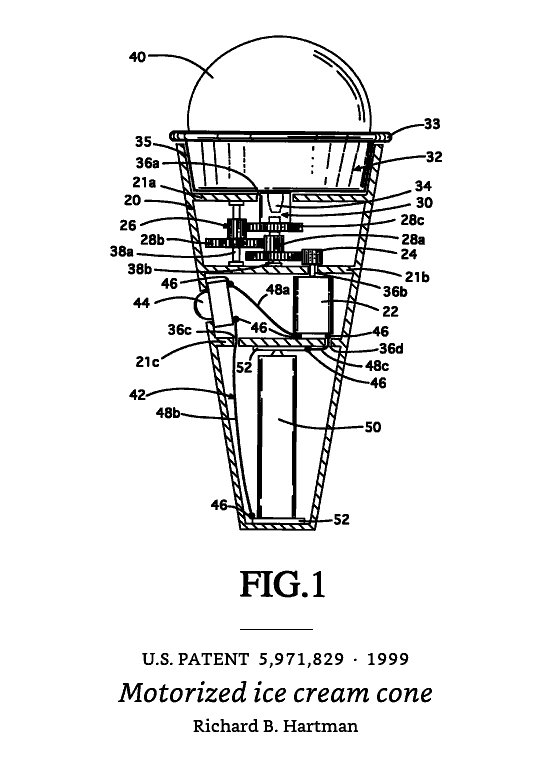 40
33
35
32
36a
21a
34
20
30
26
28c
28b
28a
38a
24
38b
21b
46
48a
36b
44
22
36c
46
46
36d
21c
52
48c
46
42
48b
50
46
52
FIG.1
U.S. PATENT 5,971,829 · 1999
Motorized ice cream cone
Richard B. Hartman